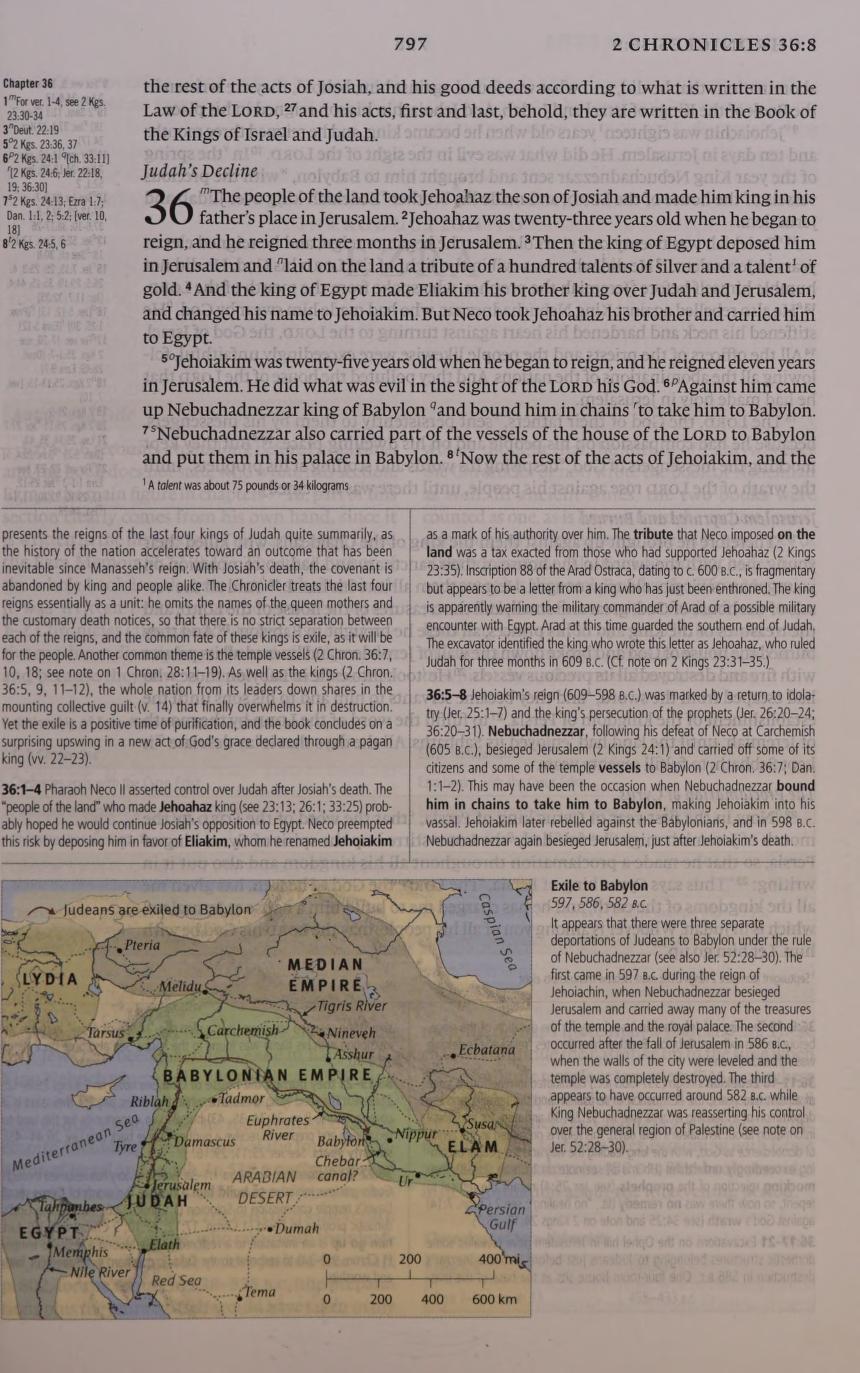 797
2 CHRONICLES 36:8
Chapter 36
1 ᵐFor ver. 1-4, see 2 Kgs.
23:30-34
3 ⁿDeut. 22:19
5 ᵒ2 Kgs. 23:36, 37
6 ᵖ2 Kgs. 24:1 ᑫ[ch. 33:11]
ʳ[2 Kgs. 24:6; Jer. 22:18,
19; 36:30]
7 ˢ2 Kgs. 24:13; Ezra 1:7;
Dan. 1:1, 2; 5:2; [ver. 10,
18]
8 ᵗ2 Kgs. 24:5, 6
the rest of the acts of Josiah, and his good deeds according to what is written in the
Law of the LORD, ²⁷and his acts, first and last, behold, they are written in the Book of
the Kings of Israel and Judah.
Judah's Decline
36 ᵐThe people of the land took Jehoahaz the son of Josiah and made him king in his
father's place in Jerusalem. ²Jehoahaz was twenty-three years old when he began to
reign, and he reigned three months in Jerusalem. ³Then the king of Egypt deposed him
in Jerusalem and ⁿlaid on the land a tribute of a hundred talents of silver and a talent¹ of
gold. ⁴And the king of Egypt made Eliakim his brother king over Judah and Jerusalem,
and changed his name to Jehoiakim. But Neco took Jehoahaz his brother and carried him
to Egypt.
⁵ᵒJehoiakim was twenty-five years old when he began to reign, and he reigned eleven years
in Jerusalem. He did what was evil in the sight of the LORD his God. ⁶ᵖAgainst him came
up Nebuchadnezzar king of Babylon ᑫand bound him in chains ʳto take him to Babylon.
⁷ˢNebuchadnezzar also carried part of the vessels of the house of the LORD to Babylon
and put them in his palace in Babylon. ⁸ᵗNow the rest of the acts of Jehoiakim, and the
¹ A talent was about 75 pounds or 34 kilograms
presents the reigns of the last four kings of Judah quite summarily, as
the history of the nation accelerates toward an outcome that has been
inevitable since Manasseh's reign. With Josiah's death, the covenant is
abandoned by king and people alike. The Chronicler treats the last four
reigns essentially as a unit: he omits the names of the queen mothers and
the customary death notices, so that there is no strict separation between
each of the reigns, and the common fate of these kings is exile, as it will be
for the people. Another common theme is the temple vessels (2 Chron. 36:7,
10, 18; see note on 1 Chron. 28:11–19). As well as the kings (2 Chron.
36:5, 9, 11–12), the whole nation from its leaders down shares in the
mounting collective guilt (v. 14) that finally overwhelms it in destruction.
Yet the exile is a positive time of purification, and the book concludes on a
surprising upswing in a new act of God's grace declared through a pagan
king (vv. 22–23).
36:1–4 Pharaoh Neco II asserted control over Judah after Josiah's death. The
"people of the land" who made Jehoahaz king (see 23:13; 26:1; 33:25) prob-
ably hoped he would continue Josiah's opposition to Egypt. Neco preempted
this risk by deposing him in favor of Eliakim, whom he renamed Jehoiakim
as a mark of his authority over him. The tribute that Neco imposed on the
land was a tax exacted from those who had supported Jehoahaz (2 Kings
23:35). Inscription 88 of the Arad Ostraca, dating to c. 600 B.C., is fragmentary
but appears to be a letter from a king who has just been enthroned. The king
is apparently warning the military commander of Arad of a possible military
encounter with Egypt. Arad at this time guarded the southern end of Judah.
The excavator identified the king who wrote this letter as Jehoahaz, who ruled
Judah for three months in 609 B.C. (Cf. note on 2 Kings 23:31–35.)
36:5–8 Jehoiakim's reign (609–598 B.C.) was marked by a return to idola-
try (Jer. 25:1–7) and the king's persecution of the prophets (Jer. 26:20–24;
36:20–31). Nebuchadnezzar, following his defeat of Neco at Carchemish
(605 B.C.), besieged Jerusalem (2 Kings 24:1) and carried off some of its
citizens and some of the temple vessels to Babylon (2 Chron. 36:7; Dan.
1:1–2). This may have been the occasion when Nebuchadnezzar bound
him in chains to take him to Babylon, making Jehoiakim into his
vassal. Jehoiakim later rebelled against the Babylonians, and in 598 B.C.
Nebuchadnezzar again besieged Jerusalem, just after Jehoiakim's death.
Judeans are exiled to Babylon
Caspian Sea
Pteria
MEDIAN
EMPIRE
LYDIA
Melidu
Tigris River
Tarsus
Carchemish
Nineveh
Asshur
Ecbatana
BABYLONIAN EMPIRE
Riblah
Tadmor
Mediterranean Sea
Euphrates
River
Susa
Tyre
Damascus
Babylon
Nippur
ELAM
Chebar
canal?
Jerusalem
ARABIAN
DESERT
Ur
Tahpanhes
JUDAH
Persian
Gulf
EGYPT
Dumah
Memphis
Elath
Nile River
Red Sea
Tema
0 200 400 mi
0 200 400 600 km
Exile to Babylon
597, 586, 582 B.C.
It appears that there were three separate
deportations of Judeans to Babylon under the rule
of Nebuchadnezzar (see also Jer. 52:28–30). The
first came in 597 B.C. during the reign of
Jehoiachin, when Nebuchadnezzar besieged
Jerusalem and carried away many of the treasures
of the temple and the royal palace. The second
occurred after the fall of Jerusalem in 586 B.C.,
when the walls of the city were leveled and the
temple was completely destroyed. The third
appears to have occurred around 582 B.C. while
King Nebuchadnezzar was reasserting his control
over the general region of Palestine (see note on
Jer. 52:28–30).